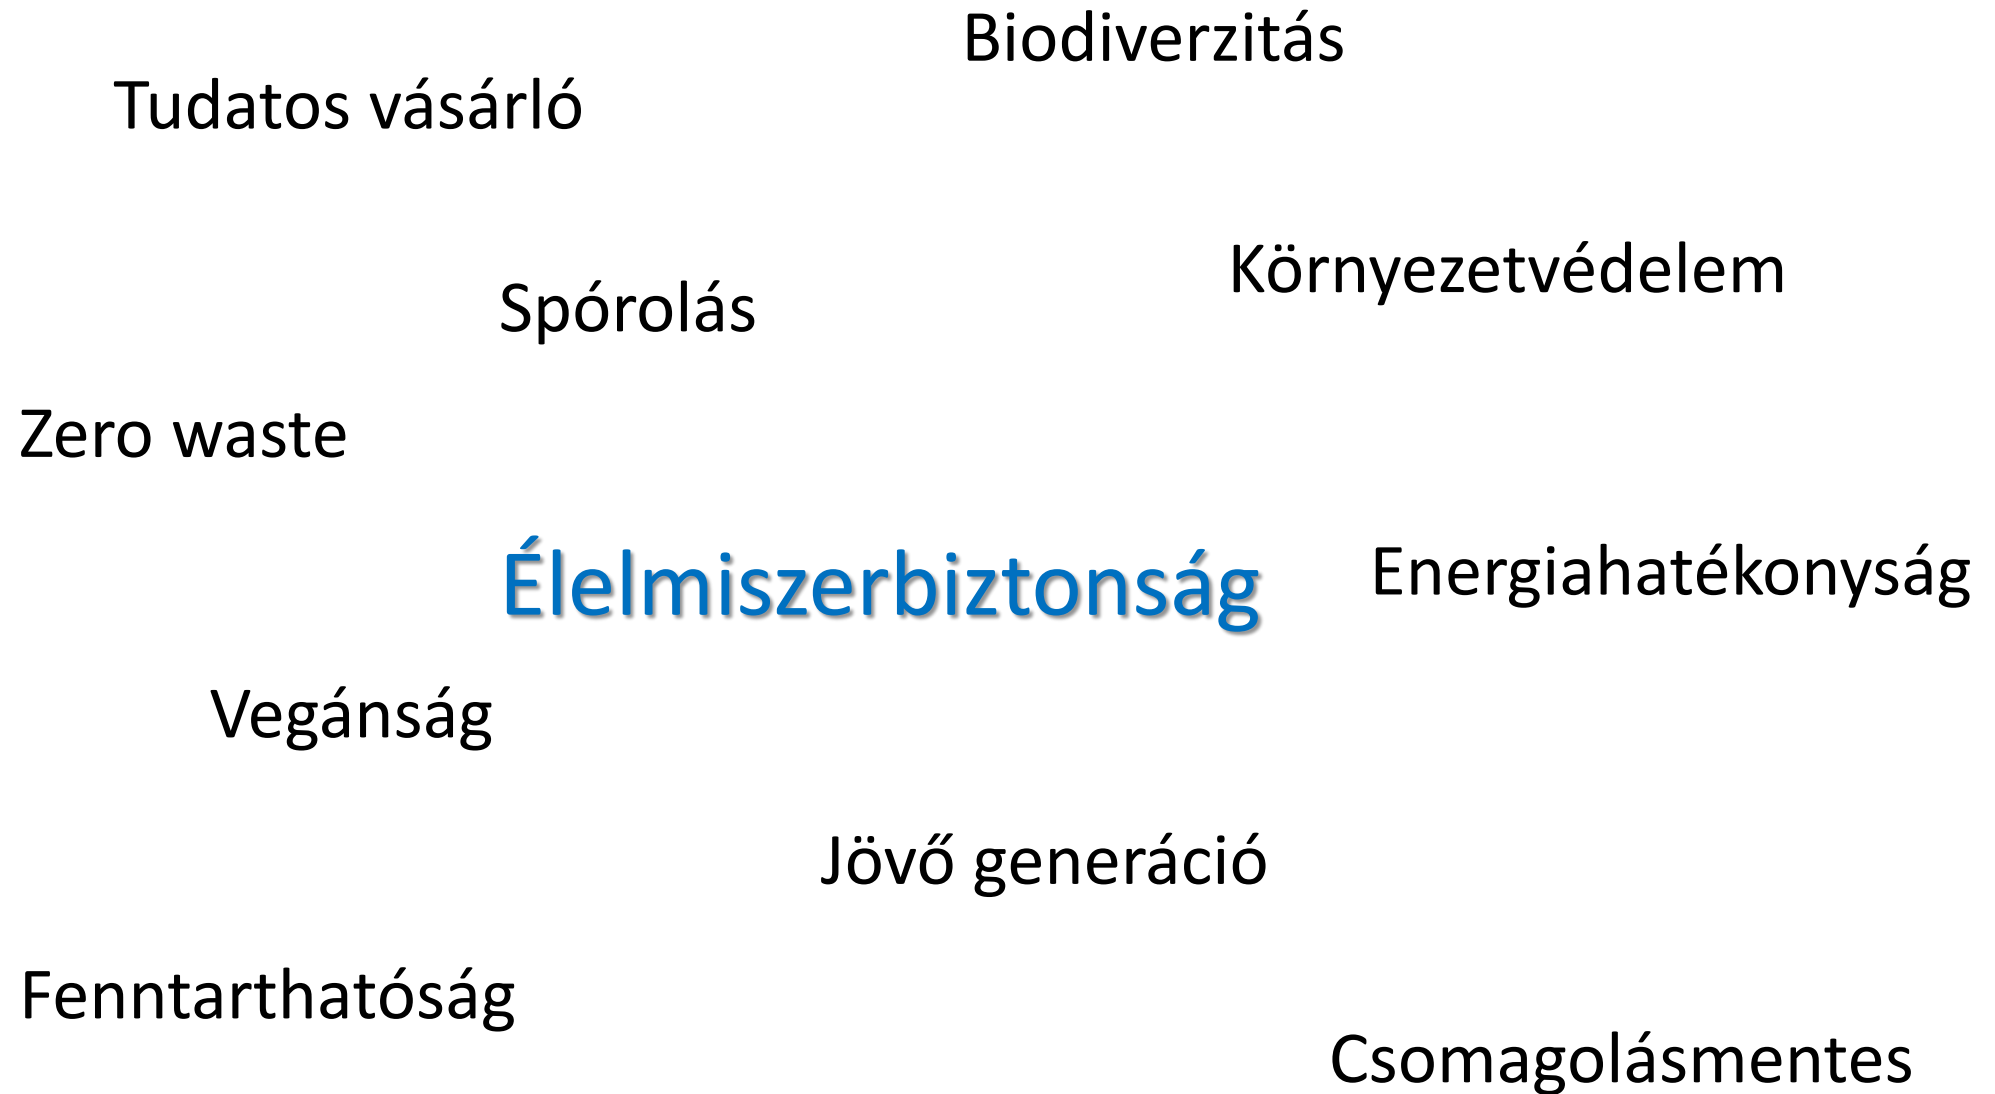 Biodiverzitás
Tudatos vásárló
Környezetvédelem
Spórolás
Zero waste
Élelmiszerbiztonság
Energiahatékonyság
Vegánság
Jövő generáció
Fenntarthatóság
Csomagolásmentes